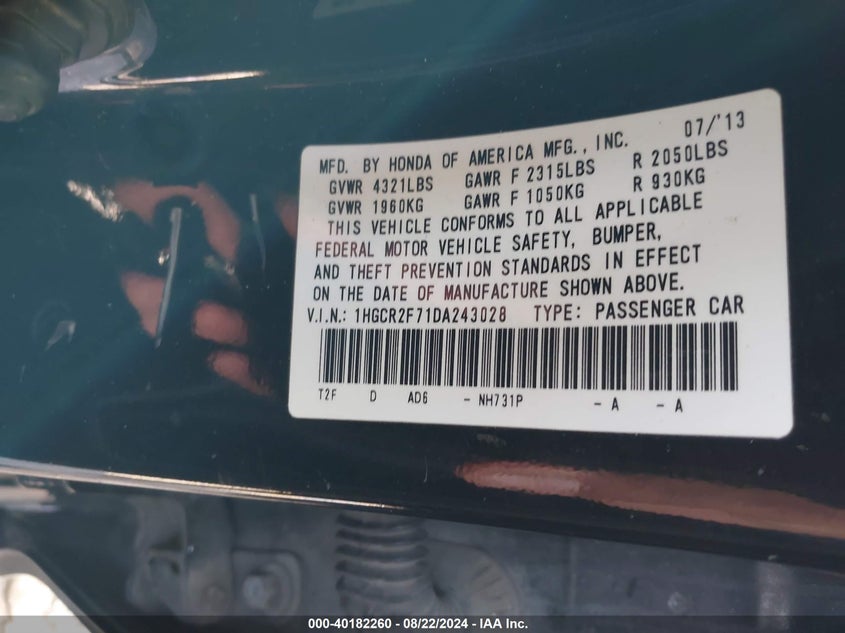 07/'13
MFD. BY HONDA OF AMERICA MFG., INC.
GVWR 4321LBS GAWR F 2315LBS R 2050LBS
GVWR 1960KG GAWR F 1050KG R 930KG
THIS VEHICLE CONFORMS TO ALL APPLICABLE
FEDERAL MOTOR VEHICLE SAFETY, BUMPER,
AND THEFT PREVENTION STANDARDS IN EFFECT
ON THE DATE OF MANUFACTURE SHOWN ABOVE.
V.I.N.: 1HGCR2F71DA243028 TYPE: PASSENGER CAR
T2F D AD6 - NH731P - A - A
000-40182260 - 08/22/2024 - IAA Inc.